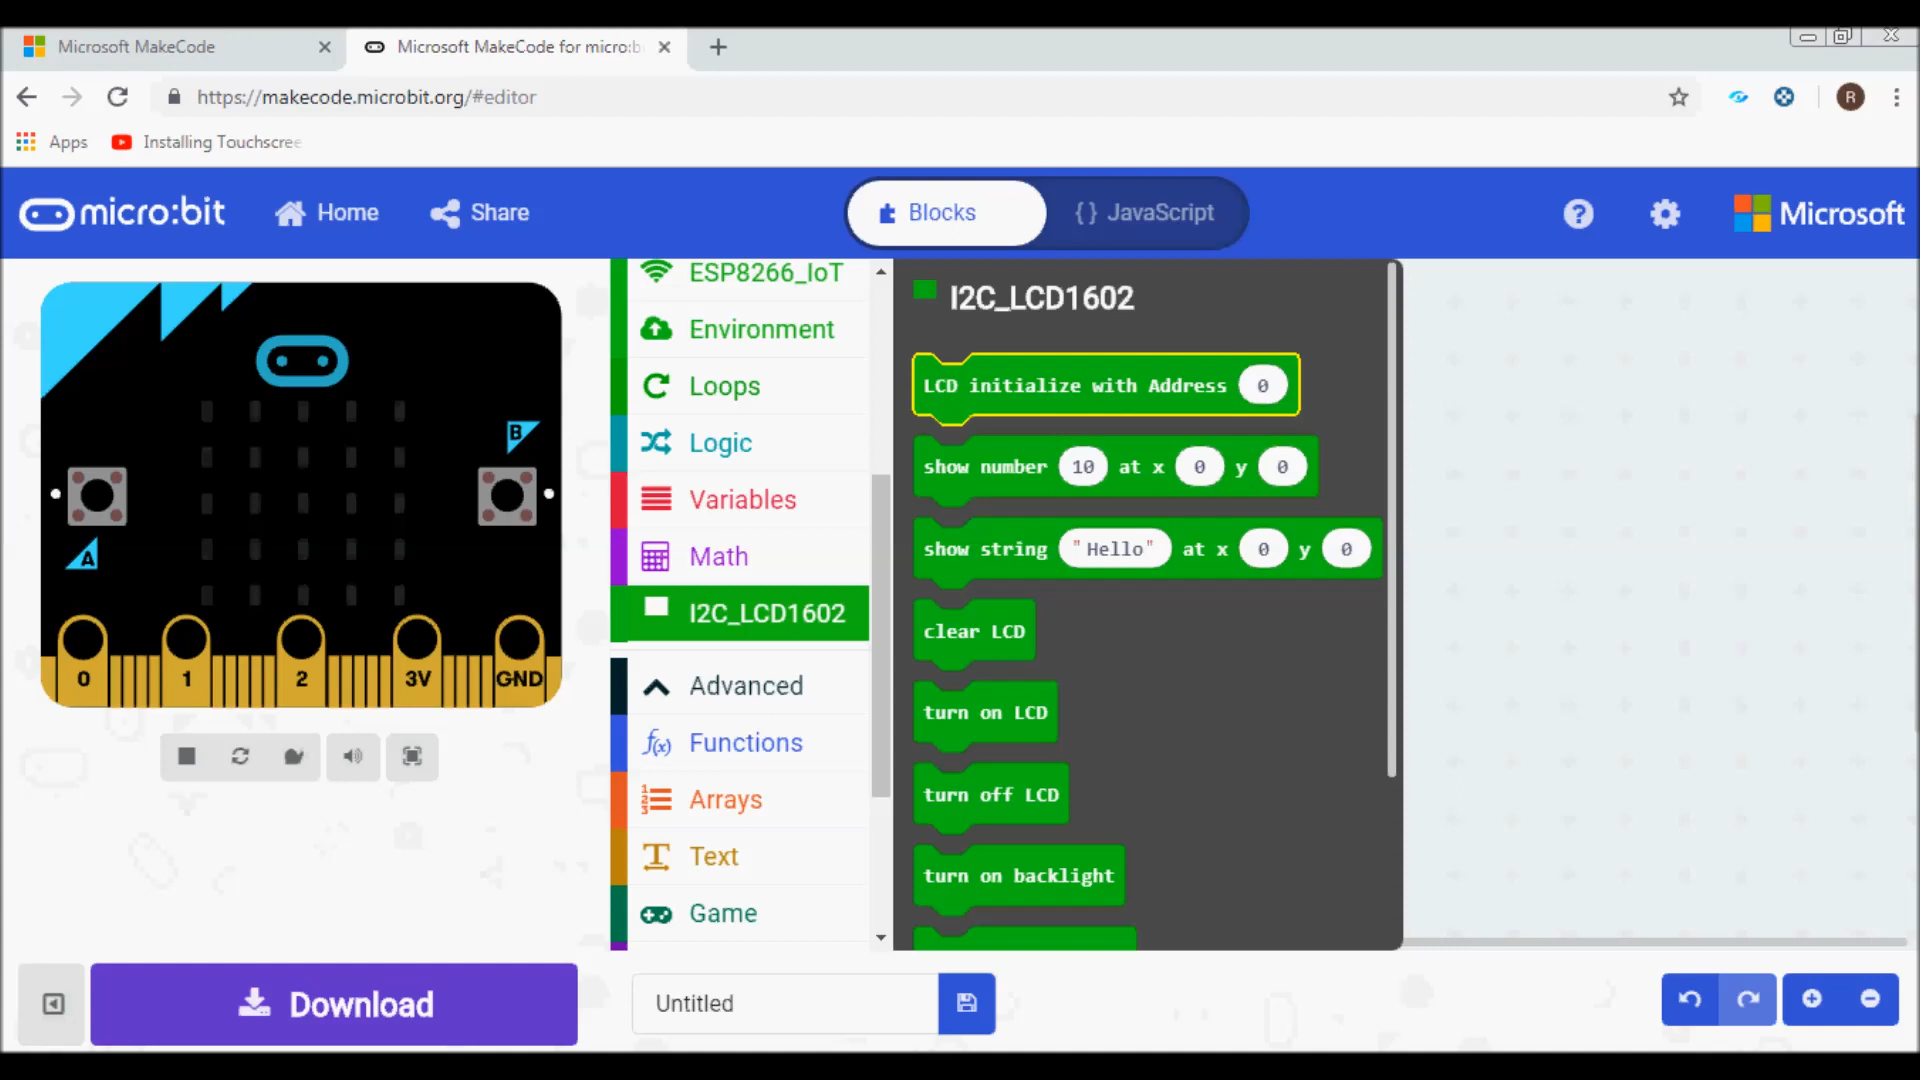 Microsoft MakeCode
Microsoft MakeCode for micro:b
https://makecode.microbit.org/#editor
R
Apps
Installing Touchscree
micro:bit
Home
Share
Blocks
{} JavaScript
?
Microsoft
B
A
0
1
2
3V
GND
ESP8266_IoT
Environment
Loops
Logic
Variables
Math
I2C_LCD1602
Advanced
f(x) Functions
Arrays
Text
Game
I2C_LCD1602
LCD initialize with Address 0
show number 10 at x 0 y 0
show string "Hello" at x 0 y 0
clear LCD
turn on LCD
turn off LCD
turn on backlight
Download
Untitled